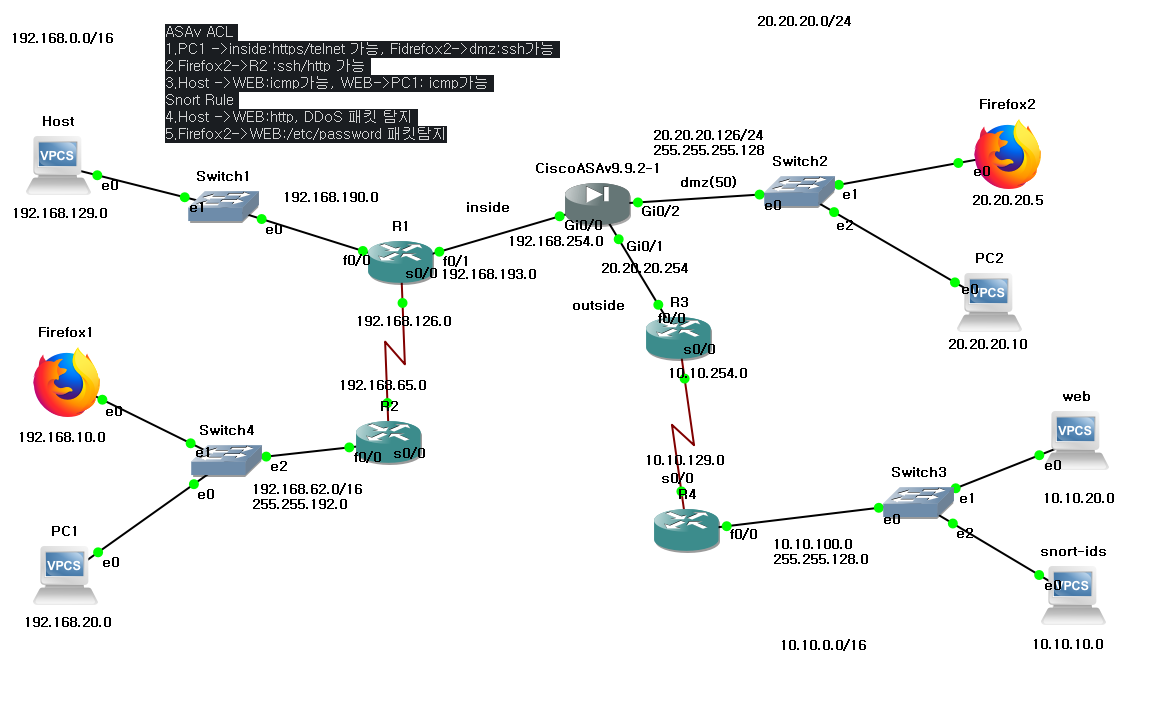 192.168.0.0/16
20.20.20.0/24
ASAv ACL
1.PC1 ->inside:https/telnet 가능, Fidrefox2->dmz:ssh가능
2.Firefox2->R2 :ssh/http 가능
3.Host ->WEB:icmp가능, WEB->PC1: icmp가능
Snort Rule
4.Host ->WEB:http, DDoS 패킷 탐지
5.Firefox2->WEB:/etc/password 패킷탐지
Host
VPCS
e0
192.168.129.0
Switch1
e1
e0
192.168.190.0
R1
f0/0
f0/1
s0/0
192.168.193.0
inside
192.168.126.0
CiscoASAv9.9.2-1
Gi0/0
192.168.254.0
Gi0/2
Gi0/1
20.20.20.254
dmz(50)
20.20.20.126/24
255.255.255.128
Switch2
e0
e1
e2
Firefox2
e0
20.20.20.5
PC2
e0
VPCS
20.20.20.10
outside
R3
f0/0
s0/0
10.10.254.0
Firefox1
e0
192.168.10.0
192.168.65.0
R2
f0/0
s0/0
Switch4
e1
e2
e0
192.168.62.0/16
255.255.192.0
PC1
VPCS
e0
192.168.20.0
10.10.129.0
s0/0
R4
f0/0
10.10.100.0
255.255.128.0
Switch3
e0
e1
e2
web
VPCS
e0
10.10.20.0
snort-ids
e0
VPCS
10.10.10.0
10.10.0.0/16